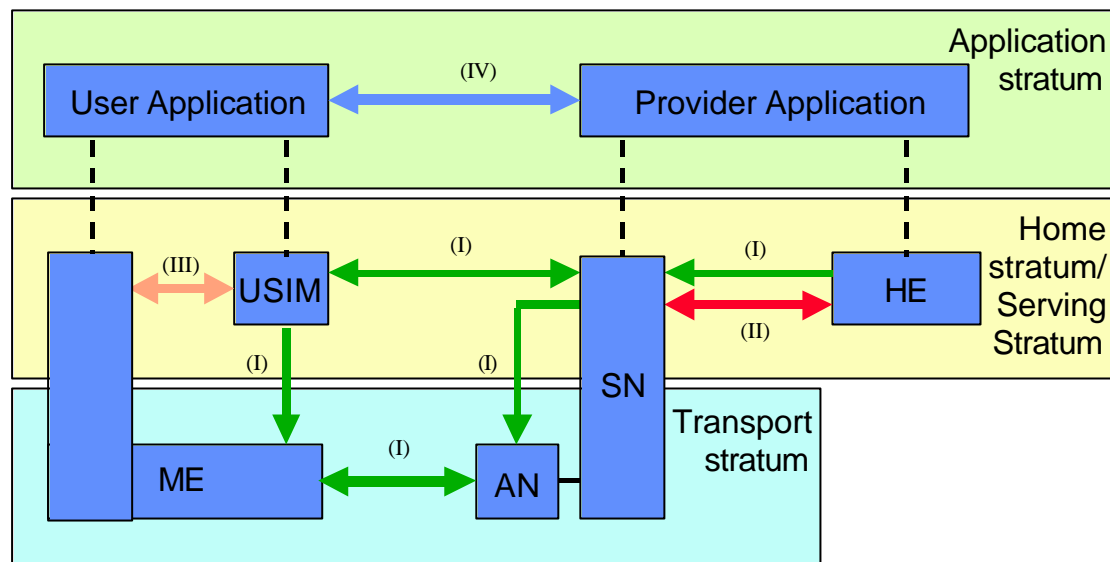 Application
stratum
(IV)
User Application
Provider Application
Home
stratum/
Serving
Stratum
(I)
(I)
(III)
USIM
HE
(II)
(I)
(I)
SN
Transport
stratum
(I)
ME
AN